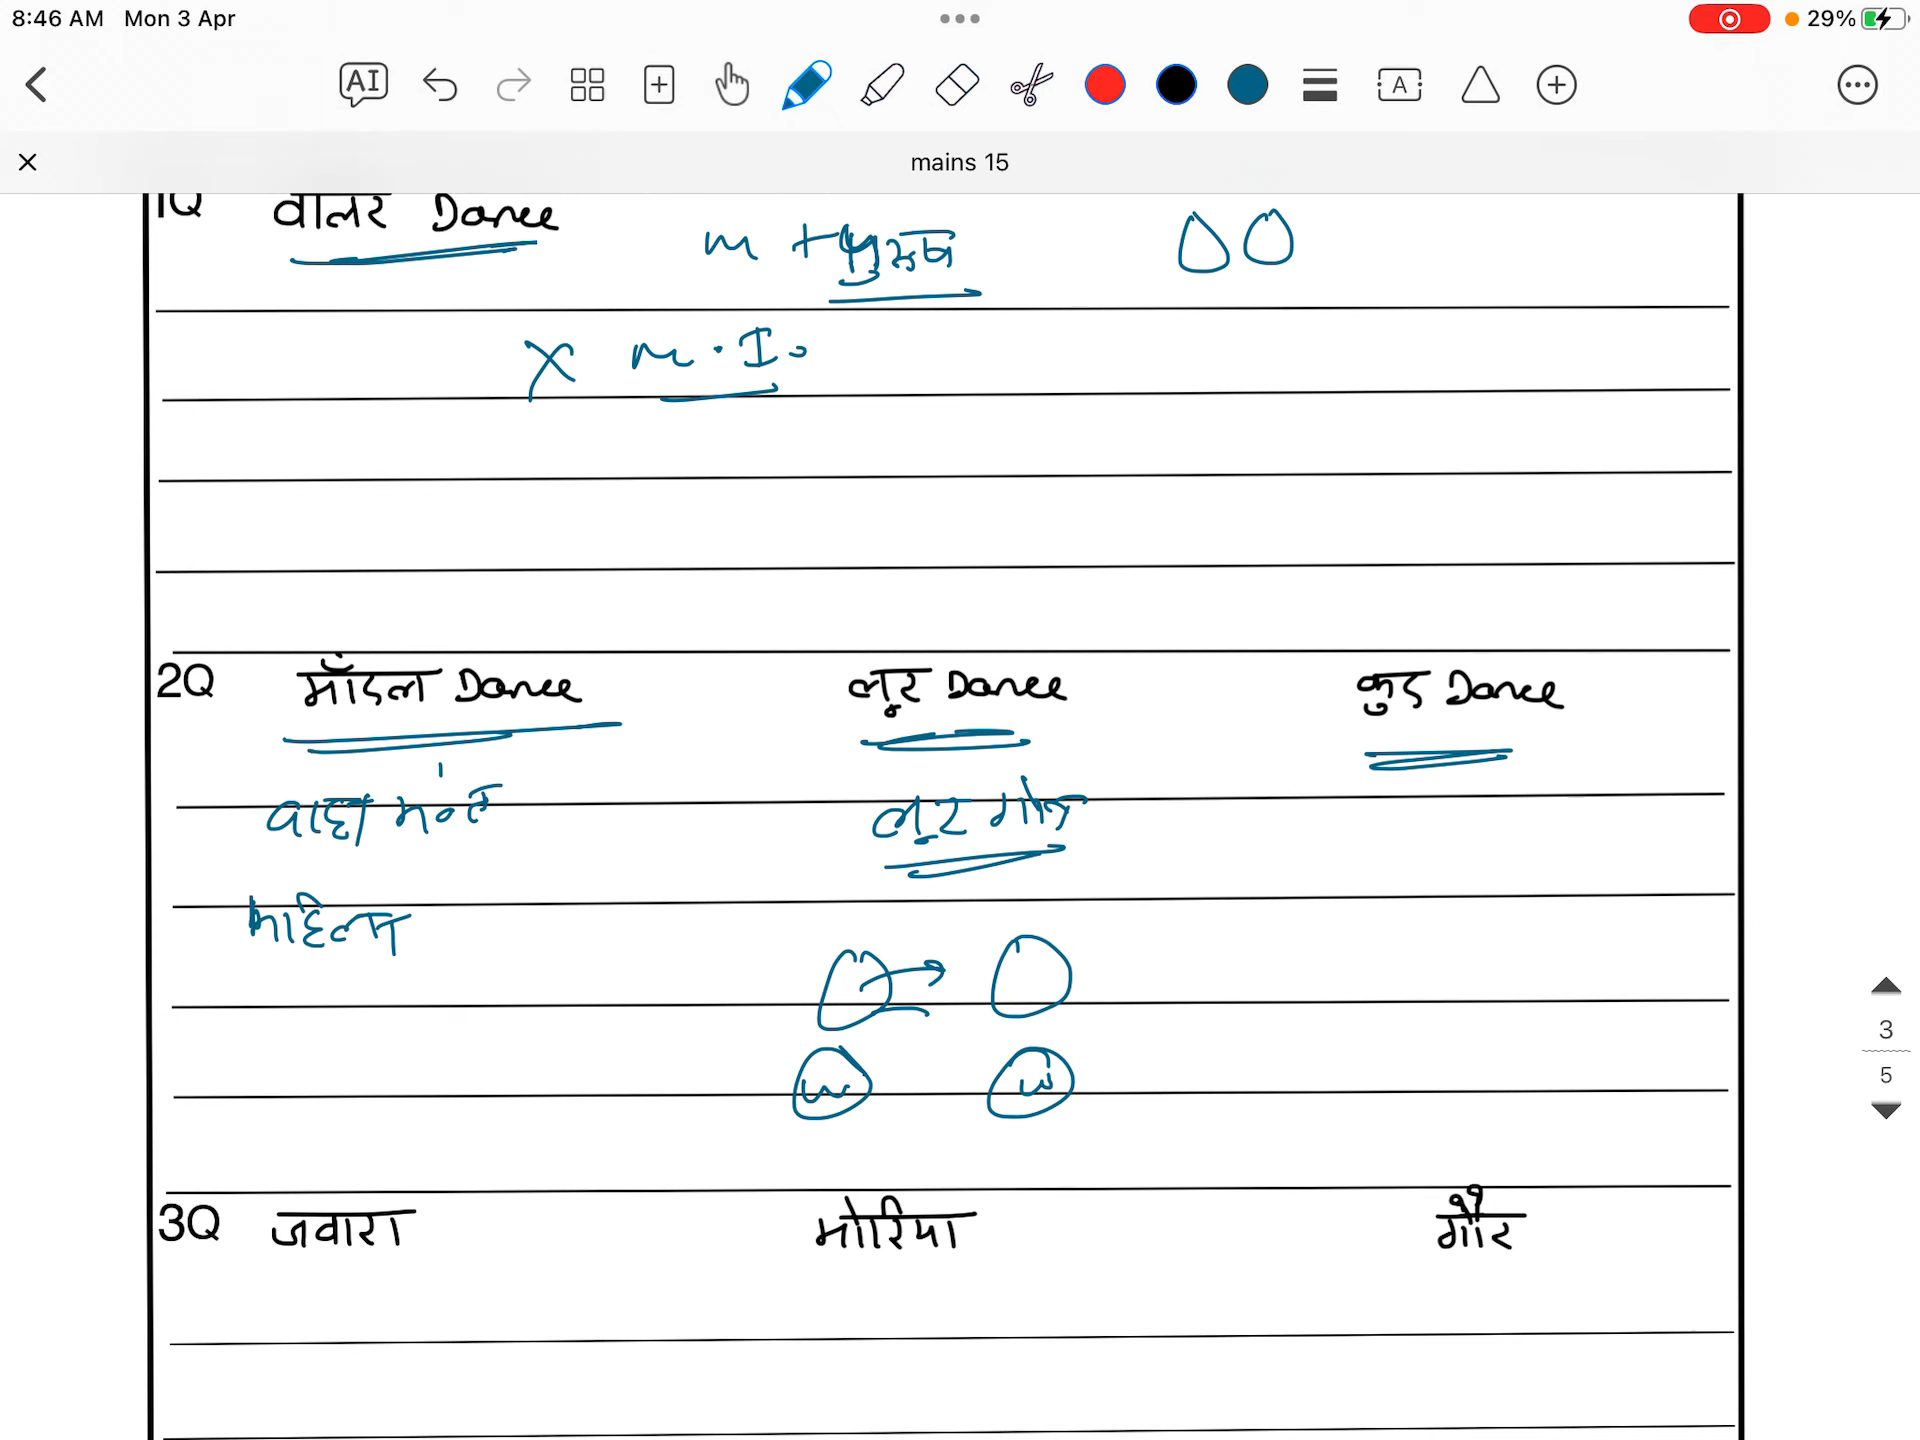 8:46 AM Mon 3 Apr
29%
AI
A
mains 15
1Q वालर Dance
m + पुरूष
X m.I.
2Q माँदल Dance लूर Dance कुद Dance
लूर गोत्र
महिला
3
5
3Q जवारा मोरिया गौर